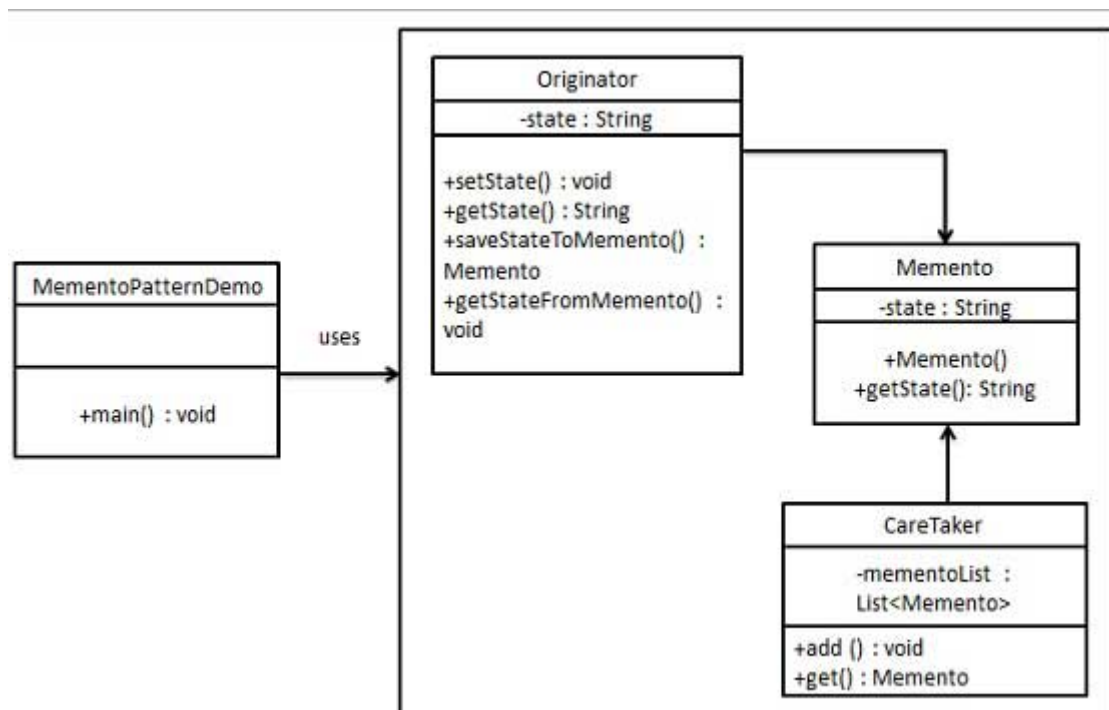 MementoPatternDemo
+main() : void
uses
Originator
-state : String
+setState() : void
+getState() : String
+saveStateToMemento() :
Memento
+getStateFromMemento() :
void
Memento
-state : String
+Memento()
+getState(): String
CareTaker
-mementoList :
List<Memento>
+add () : void
+get() : Memento